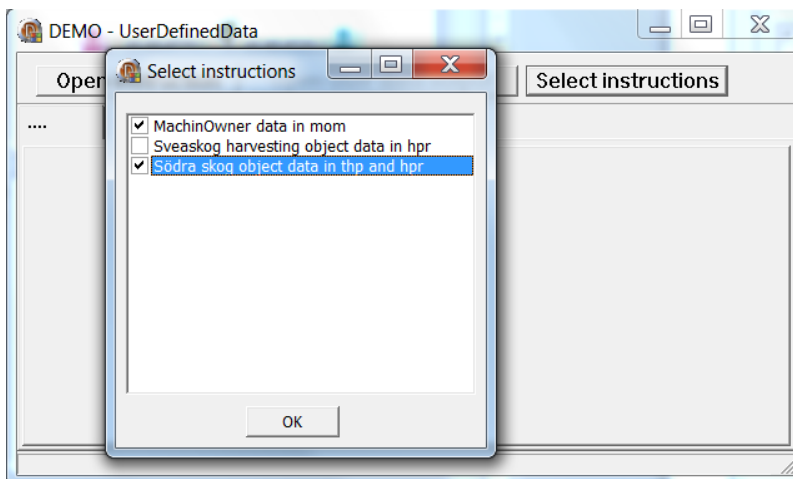 DEMO - UserDefinedData
Select instructions
Open
Select instructions
....
MachinOwner data in mom
Sveaskog harvesting object data in hpr
Södra skog object data in thp and hpr
OK